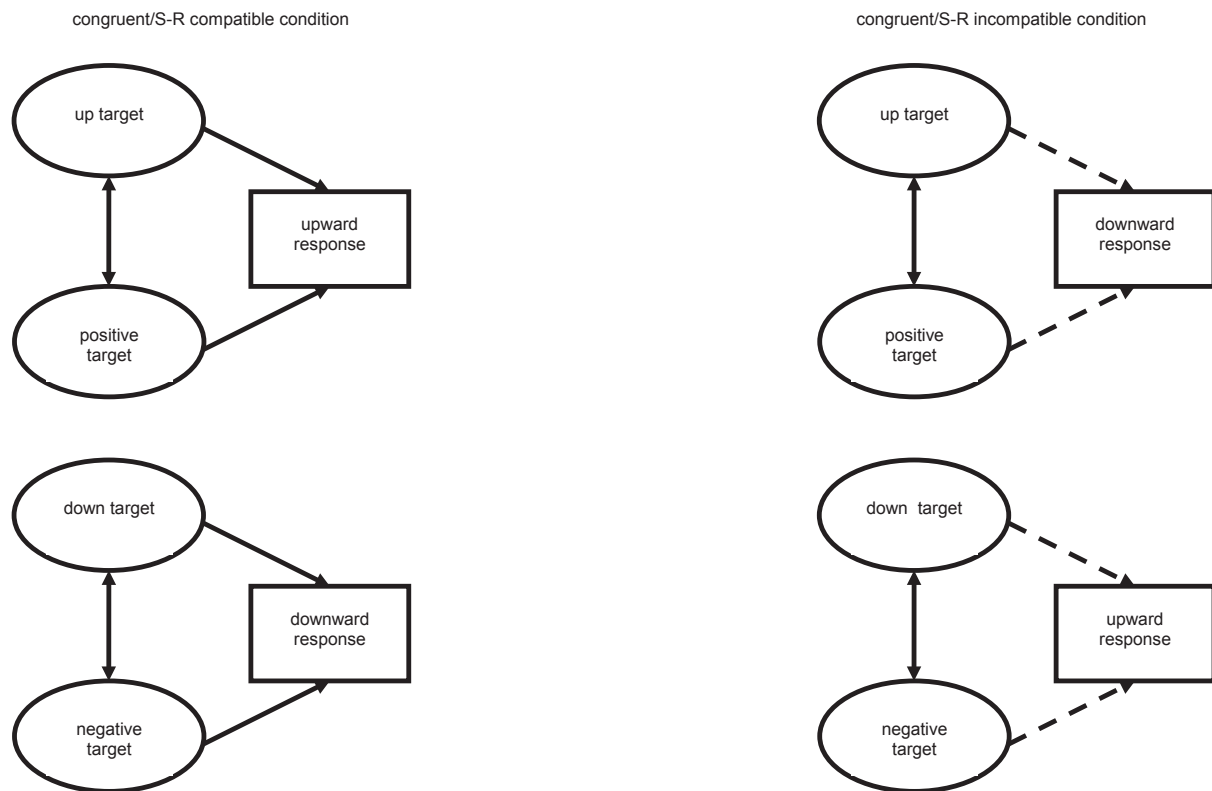 congruent/S-R compatible condition
up target
upward
response
positive
target
down target
downward
response
negative
target
congruent/S-R incompatible condition
up target
downward
response
positive
target
down target
upward
response
negative
target